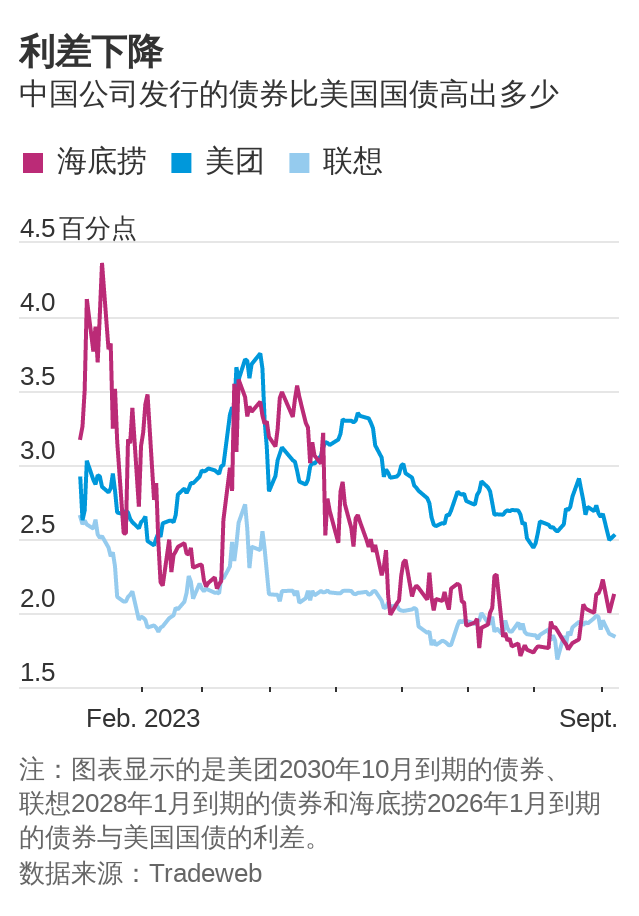 利差下降
中国公司发行的债券比美国国债高出多少
海底捞 美团 联想
4.5 百分点
4.0
3.5
3.0
2.5
2.0
1.5
Feb. 2023 Sept.
注：图表显示的是美团2030年10月到期的债券、
联想2028年1月到期的债券和海底捞2026年1月到期
的债券与美国国债的利差。
数据来源：Tradeweb